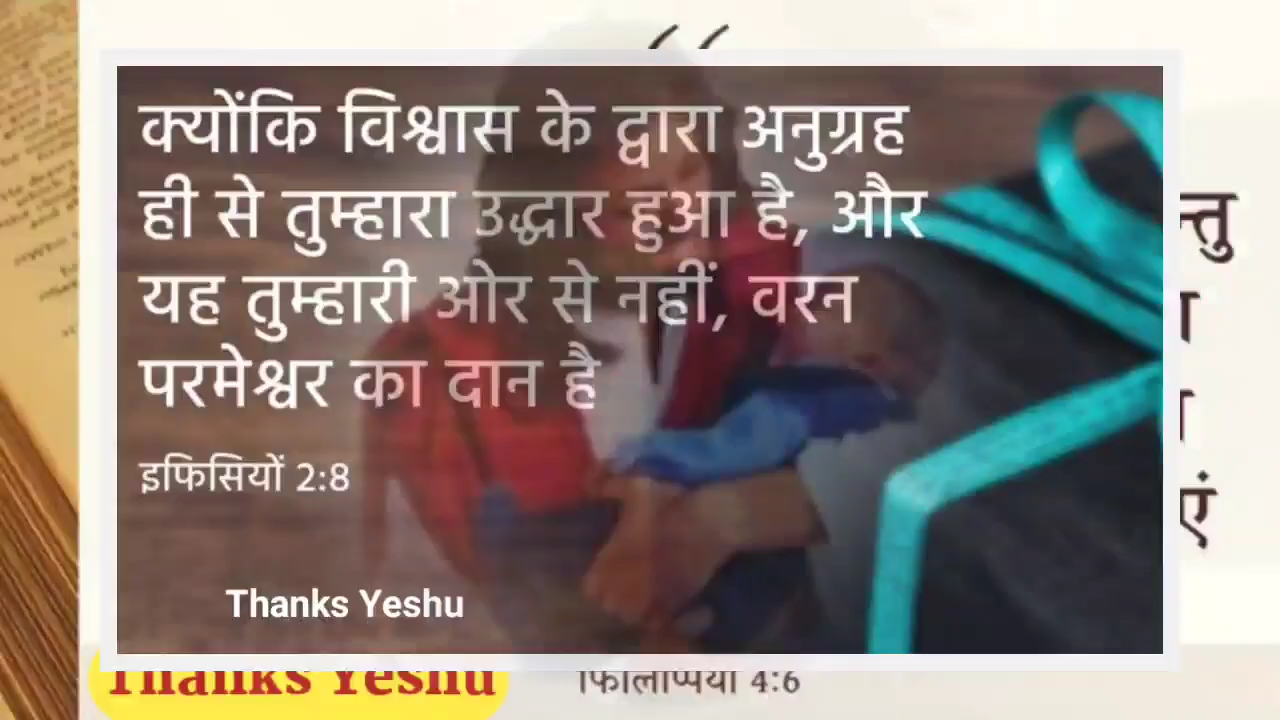 क्योंकि विश्वास के द्वारा अनुग्रह
ही से तुम्हारा उद्धार हुआ है, और
यह तुम्हारी ओर से नहीं, वरन
परमेश्वर का दान है
इफिसियों 2:8
Thanks Yeshu
Thanks Yeshu
फिलिप्पियों 4:6